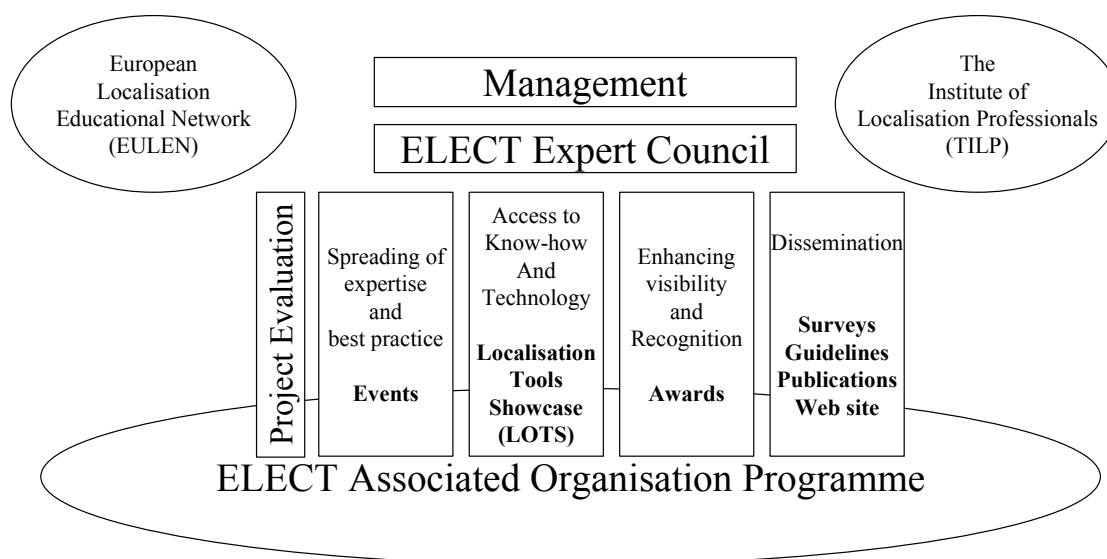 European
Localisation
Educational Network
(EULEN)
Management
ELECT Expert Council
The
Institute of
Localisation Professionals
(TILP)
Project Evaluation
Spreading of
expertise
and
best practice
Events
Access to
Know-how
And
Technology
Localisation
Tools
Showcase
(LOTS)
Enhancing
visibility
and
Recognition
Awards
Dissemination
Surveys
Guidelines
Publications
Web site
ELECT Associated Organisation Programme